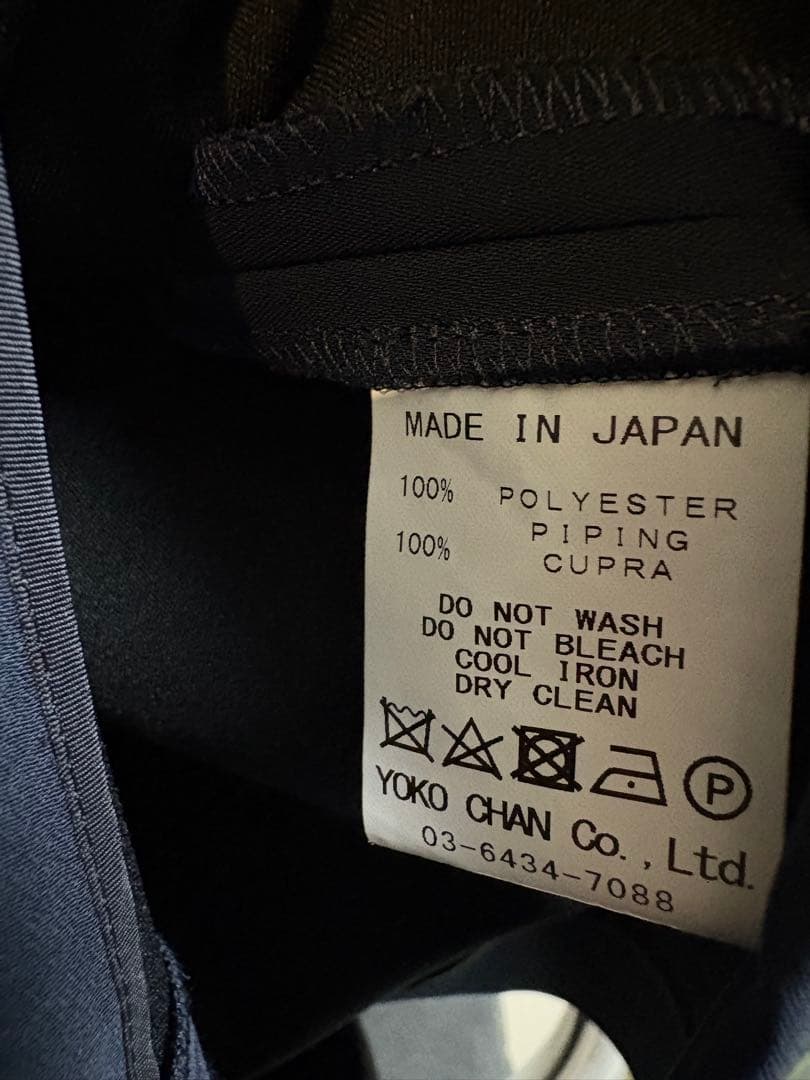 MADE IN JAPAN
100% POLYESTER
PIPING
100% CUPRA
DO NOT WASH
DO NOT BLEACH
COOL IRON
DRY CLEAN
P
YOKO CHAN Co.,Ltd.
03-6434-7088